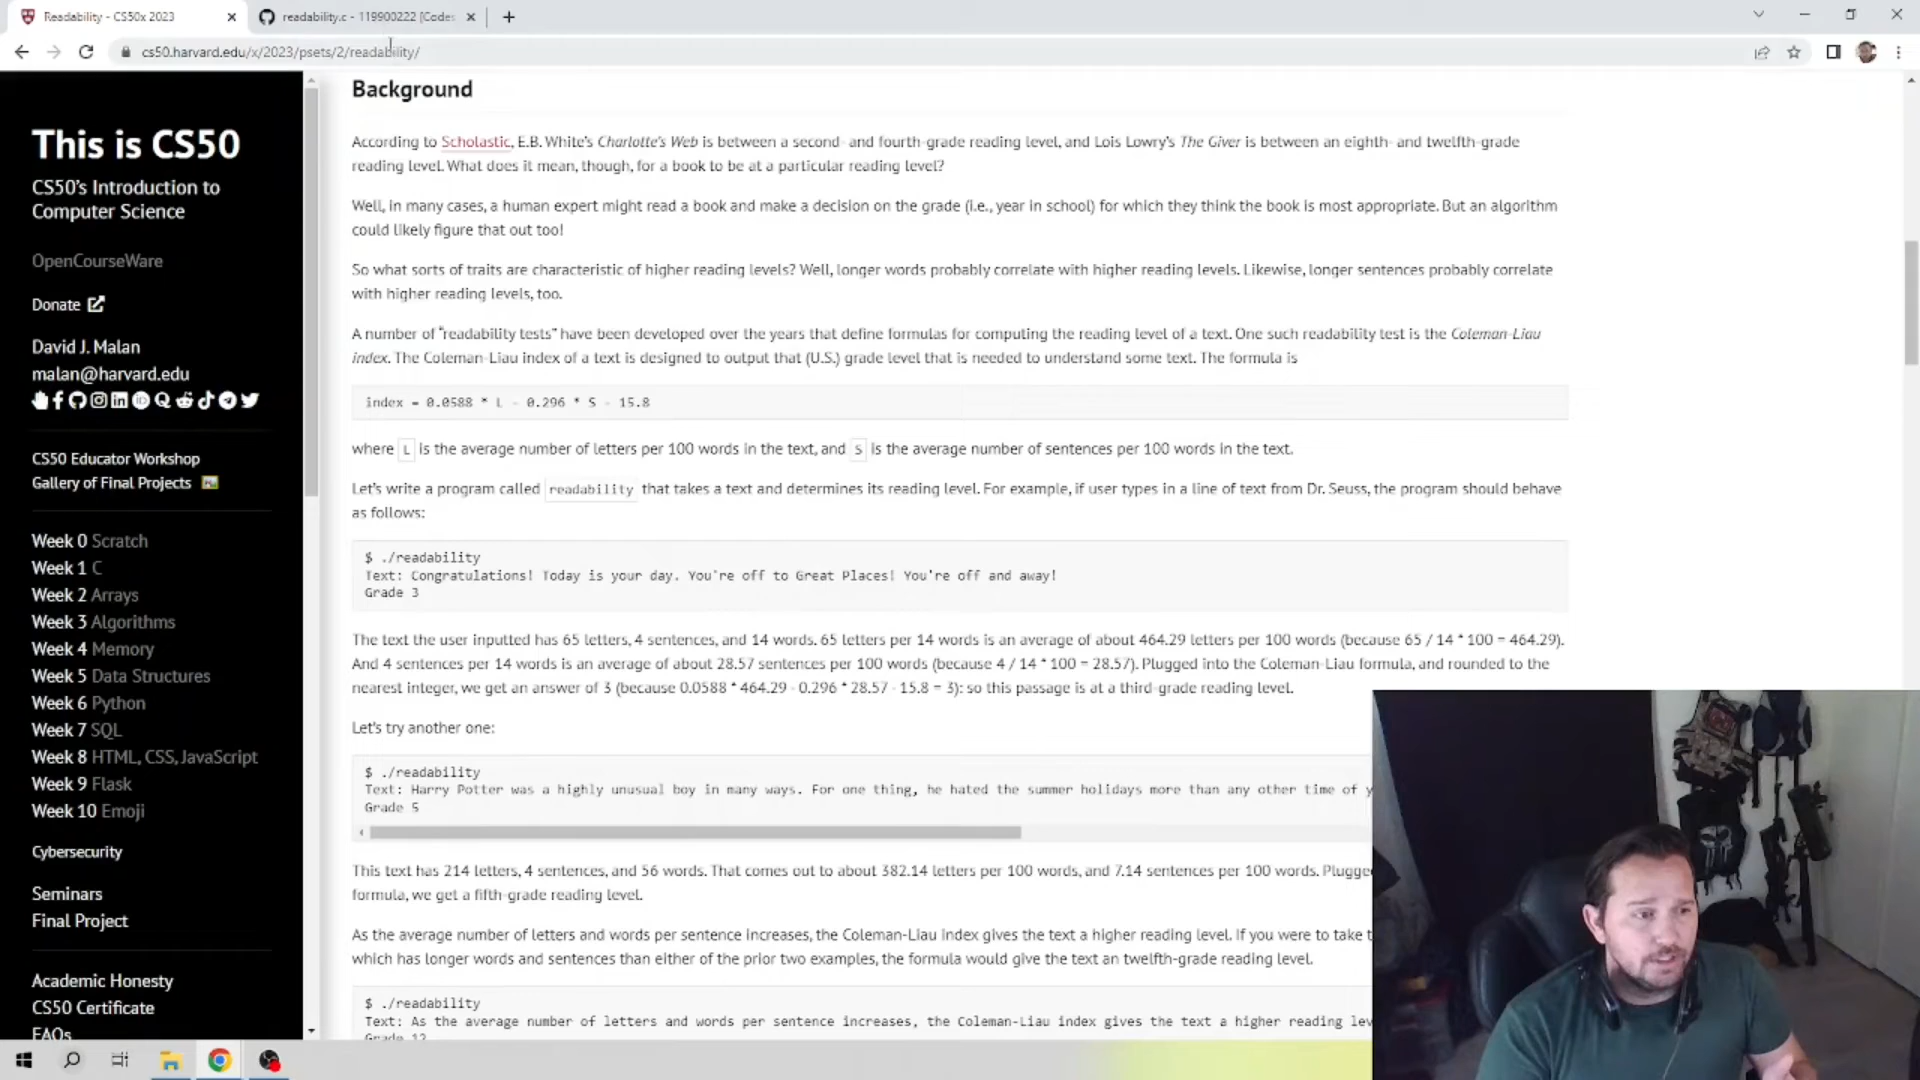 Readability - CS50x 2023
readability.c - 119900222 [Codes
cs50.harvard.edu/x/2023/psets/2/readability/
This is CS50
CS50's Introduction to
Computer Science
OpenCourseWare
Donate
David J. Malan
malan@harvard.edu
CS50 Educator Workshop
Gallery of Final Projects
Week 0 Scratch
Week 1 C
Week 2 Arrays
Week 3 Algorithms
Week 4 Memory
Week 5 Data Structures
Week 6 Python
Week 7 SQL
Week 8 HTML, CSS, JavaScript
Week 9 Flask
Week 10 Emoji
Cybersecurity
Seminars
Final Project
Academic Honesty
CS50 Certificate
FAQs
Background
According to Scholastic, E.B. White's Charlotte's Web is between a second- and fourth-grade reading level, and Lois Lowry's The Giver is between an eighth- and twelfth-grade
reading level. What does it mean, though, for a book to be at a particular reading level?
Well, in many cases, a human expert might read a book and make a decision on the grade (i.e., year in school) for which they think the book is most appropriate. But an algorithm
could likely figure that out too!
So what sorts of traits are characteristic of higher reading levels? Well, longer words probably correlate with higher reading levels. Likewise, longer sentences probably correlate
with higher reading levels, too.
A number of “readability tests” have been developed over the years that define formulas for computing the reading level of a text. One such readability test is the Coleman-Liau
index. The Coleman-Liau index of a text is designed to output that (U.S.) grade level that is needed to understand some text. The formula is
index = 0.0588 * L - 0.296 * S - 15.8
where L is the average number of letters per 100 words in the text, and S is the average number of sentences per 100 words in the text.
Let's write a program called readability that takes a text and determines its reading level. For example, if user types in a line of text from Dr. Seuss, the program should behave
as follows:
$ ./readability
Text: Congratulations! Today is your day. You're off to Great Places! You're off and away!
Grade 3
The text the user inputted has 65 letters, 4 sentences, and 14 words. 65 letters per 14 words is an average of about 464.29 letters per 100 words (because 65 / 14 * 100 = 464.29).
And 4 sentences per 14 words is an average of about 28.57 sentences per 100 words (because 4 / 14 * 100 = 28.57). Plugged into the Coleman-Liau formula, and rounded to the
nearest integer, we get an answer of 3 (because 0.0588 * 464.29 - 0.296 * 28.57 - 15.8 = 3): so this passage is at a third-grade reading level.
Let's try another one:
$ ./readability
Text: Harry Potter was a highly unusual boy in many ways. For one thing, he hated the summer holidays more than any other time of y
Grade 5
This text has 214 letters, 4 sentences, and 56 words. That comes out to about 382.14 letters per 100 words, and 7.14 sentences per 100 words. Plugge
formula, we get a fifth-grade reading level.
As the average number of letters and words per sentence increases, the Coleman-Liau index gives the text a higher reading level. If you were to take t
which has longer words and sentences than either of the prior two examples, the formula would give the text an twelfth-grade reading level.
$ ./readability
Text: As the average number of letters and words per sentence increases, the Coleman-Liau index gives the text a higher reading lev
Grade 12